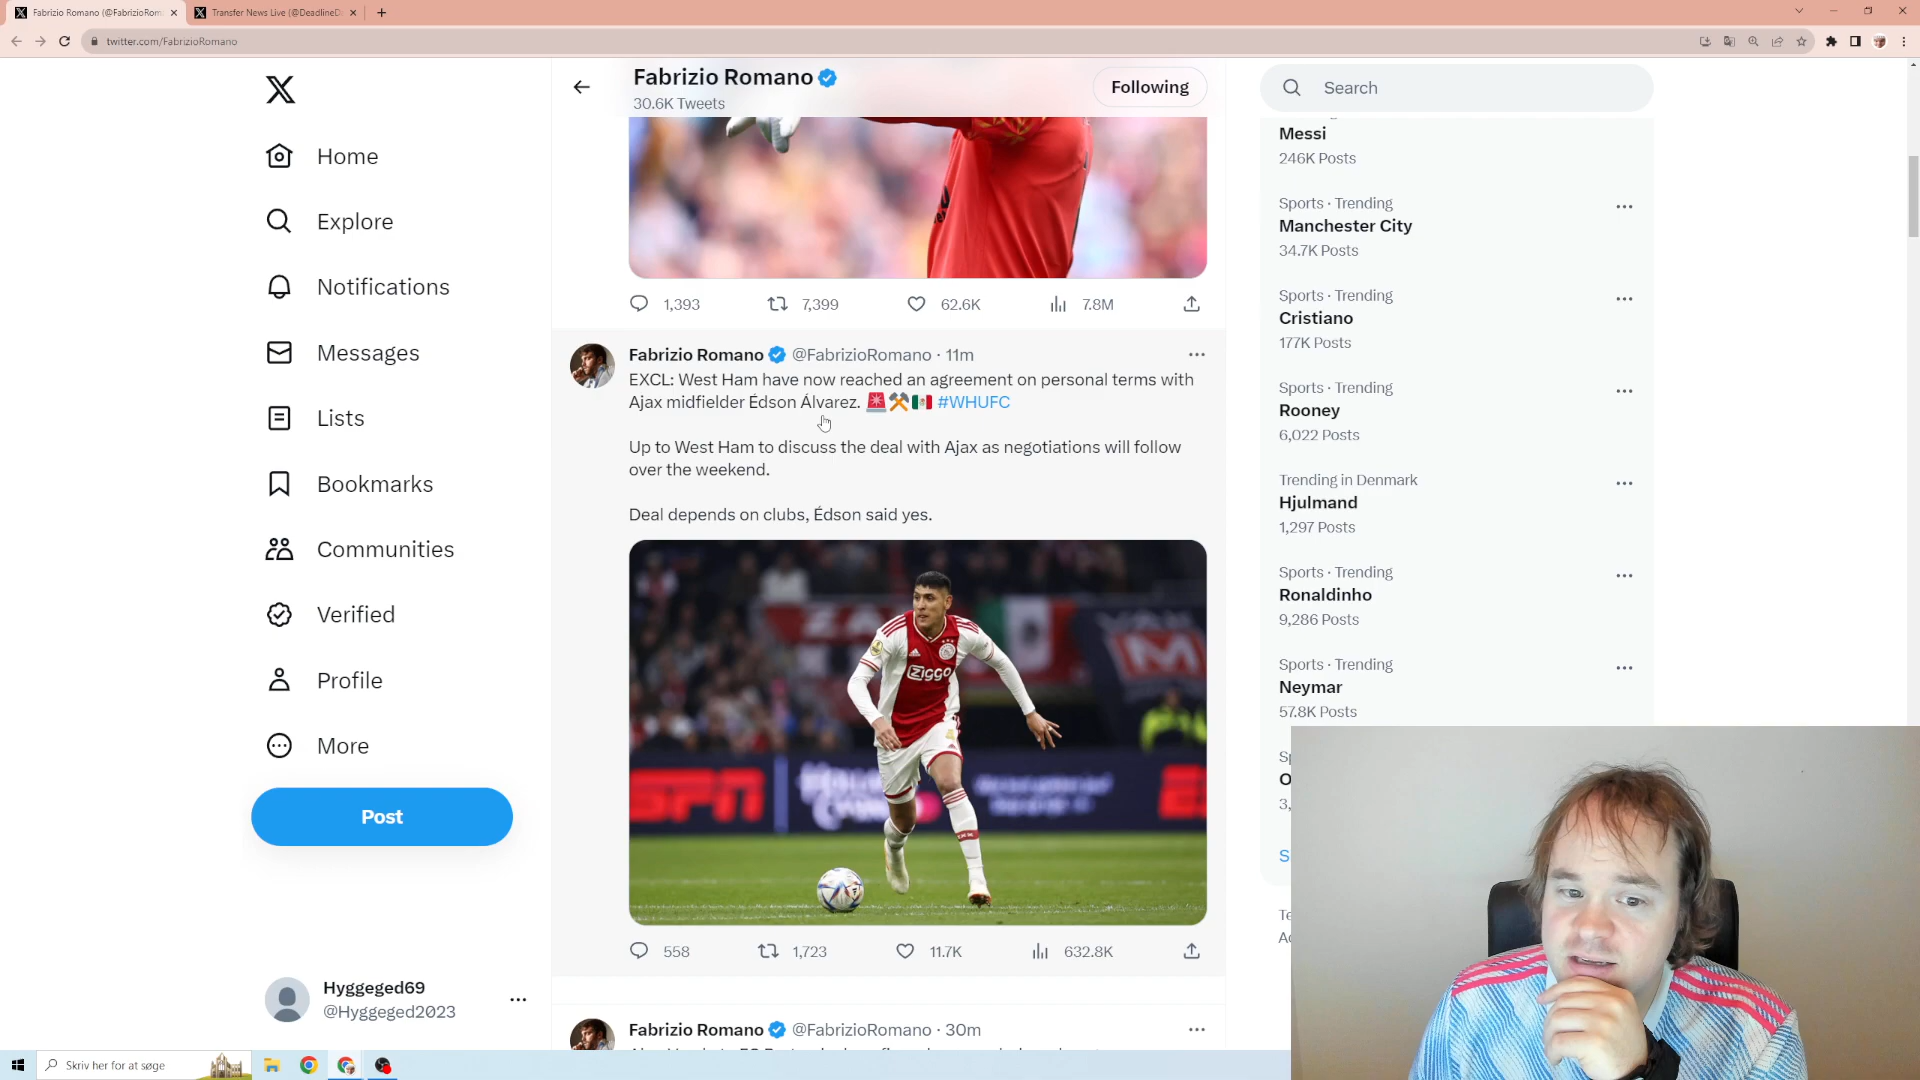 Fabrizio Romano (@FabrizioRom
Transfer News Live (@DeadlineD
twitter.com/FabrizioRomano
Home
Explore
Notifications
Messages
Lists
Bookmarks
Communities
Verified
Profile
More
Post
Hyggeged69
@Hyggeged2023
Fabrizio Romano
30.6K Tweets
Following
1,393 7,399 62.6K 7.8M
Fabrizio Romano @FabrizioRomano · 11m
EXCL: West Ham have now reached an agreement on personal terms with
Ajax midfielder Édson Álvarez. 🚨⚒️🇲🇽 #WHUFC
Up to West Ham to discuss the deal with Ajax as negotiations will follow
over the weekend.
Deal depends on clubs, Édson said yes.
ZIGGO
ESPN
558 1,723 11.7K 632.8K
Fabrizio Romano @FabrizioRomano · 30m
Search
Messi
246K Posts
Sports · Trending
Manchester City
34.7K Posts
Sports · Trending
Cristiano
177K Posts
Sports · Trending
Rooney
6,022 Posts
Trending in Denmark
Hjulmand
1,297 Posts
Sports · Trending
Ronaldinho
9,286 Posts
Sports · Trending
Neymar
57.8K Posts
Sp
O
3,
S
Te
Ac
Skriv her for at søge